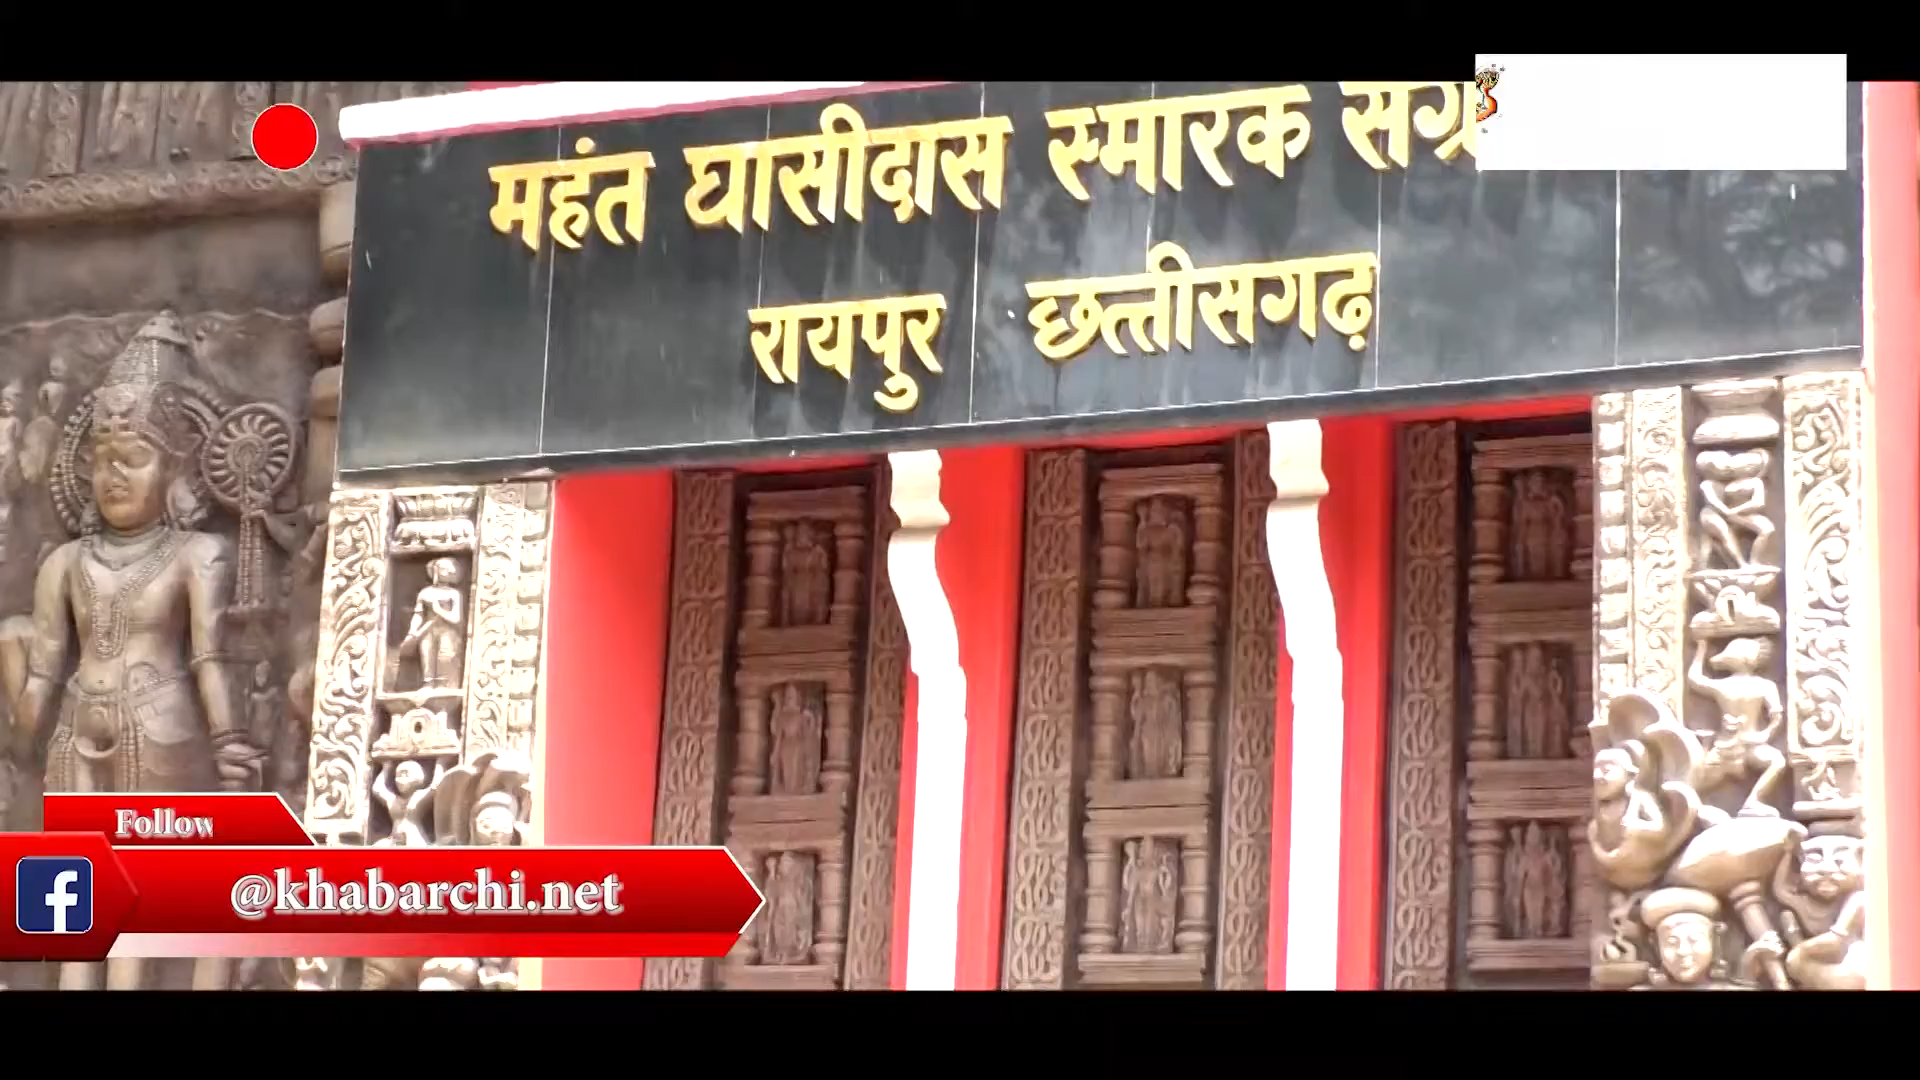 महंत घासीदास स्मारक
रायपुर छत्तीसगढ़
Follow
@khabarchi.net